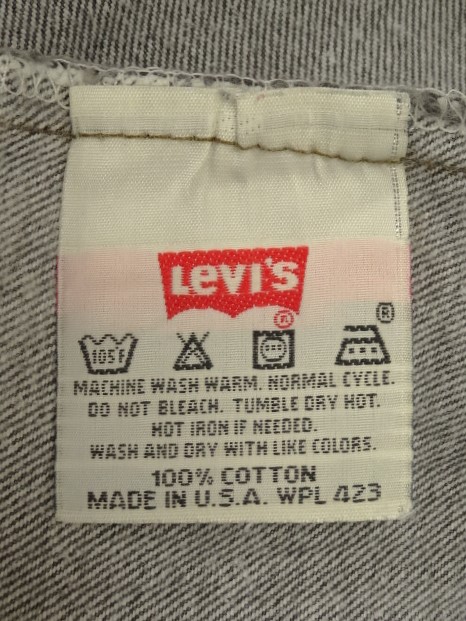 Levi's
®
®
105°F
MACHINE WASH WARM. NORMAL CYCLE.
DO NOT BLEACH. TUMBLE DRY HOT.
HOT IRON IF NEEDED.
WASH AND DRY WITH LIKE COLORS.
100% COTTON
MADE IN U.S.A. WPL 423